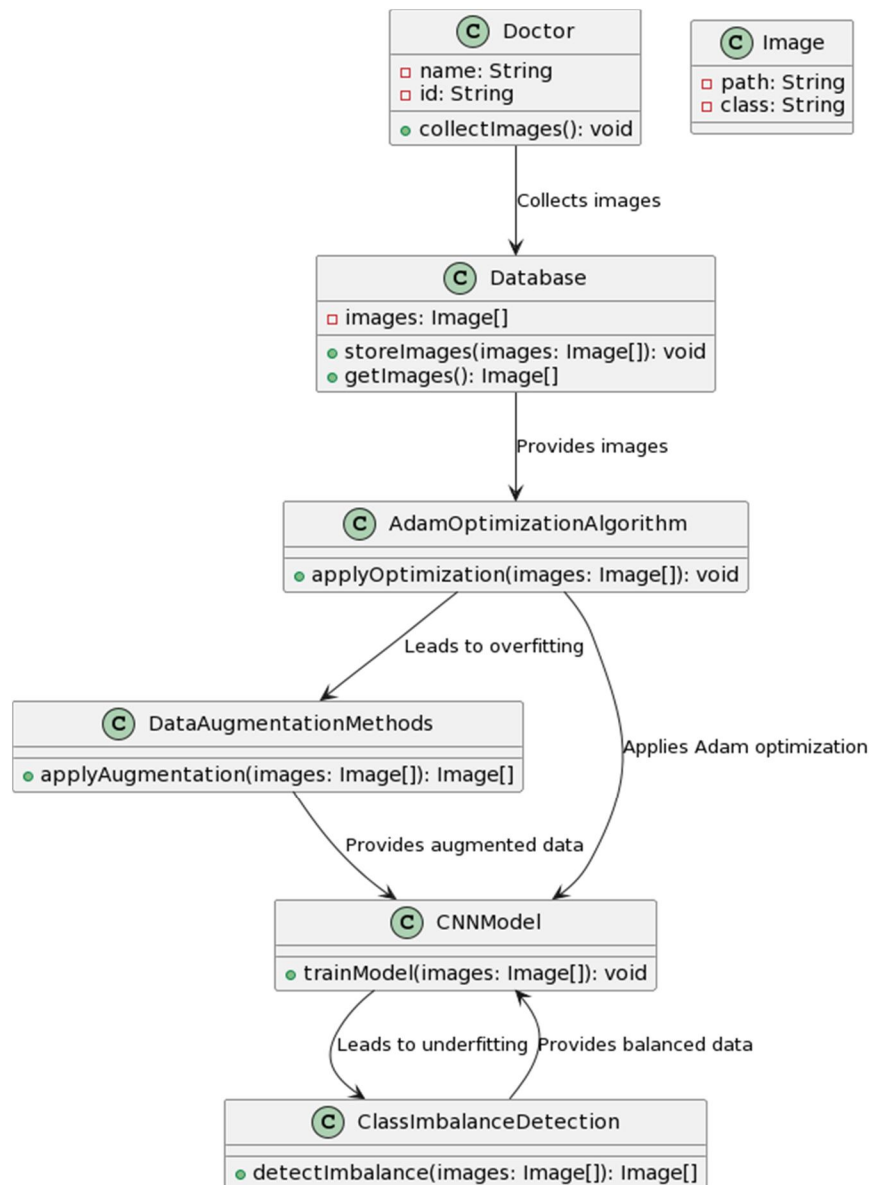 C Doctor
name: String
id: String
collectImages(): void
C Image
path: String
class: String
Collects images
C Database
images: Image[]
storeImages(images: Image[]): void
getImages(): Image[]
Provides images
C AdamOptimizationAlgorithm
applyOptimization(images: Image[]): void
Leads to overfitting
C DataAugmentationMethods
applyAugmentation(images: Image[]): Image[]
Applies Adam optimization
Provides augmented data
C CNNModel
trainModel(images: Image[]): void
Leads to underfitting
Provides balanced data
C ClassImbalanceDetection
detectImbalance(images: Image[]): Image[]